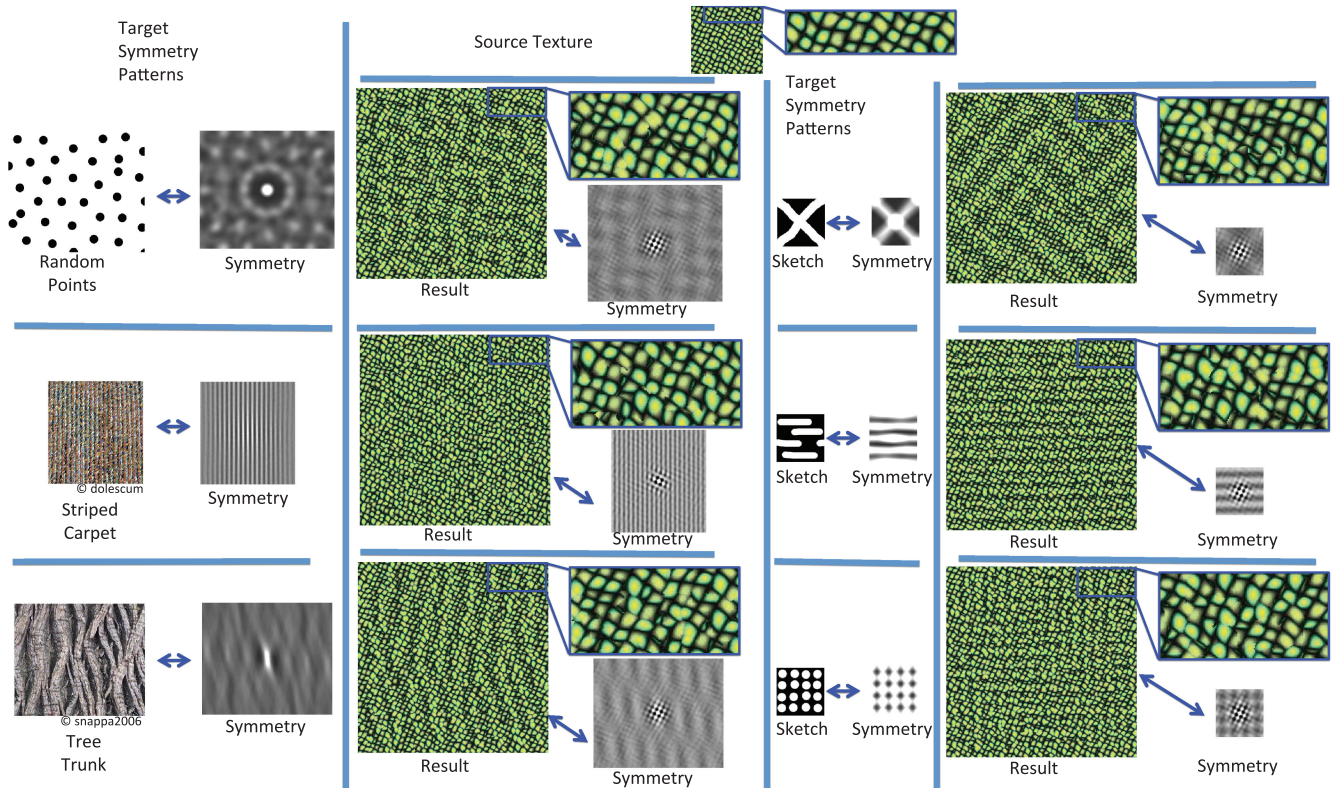 Target
Symmetry
Patterns
Source Texture
Target
Symmetry
Patterns
Random
Points
Symmetry
Result
Symmetry
Sketch
Symmetry
Result
Symmetry
© dolescum
Striped
Carpet
Symmetry
Result
Symmetry
Sketch
Symmetry
Result
Symmetry
© snappa2006
Tree
Trunk
Symmetry
Result
Symmetry
Sketch
Symmetry
Result
Symmetry